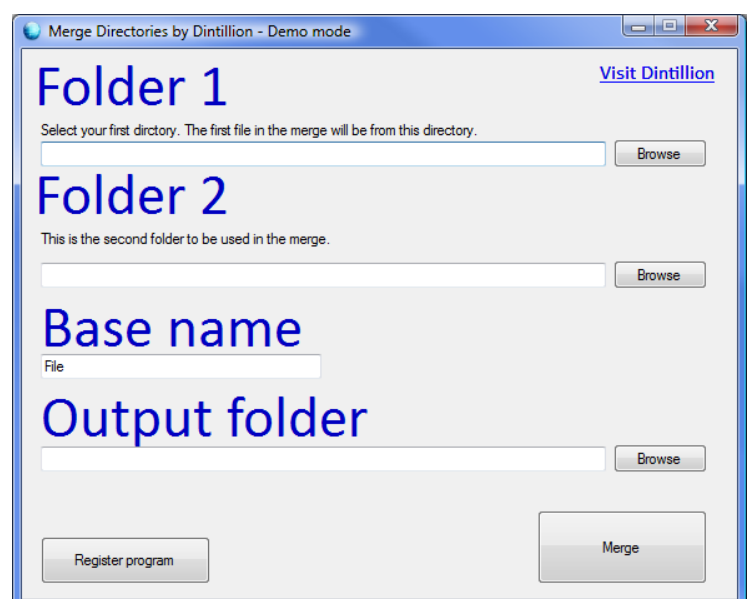 Merge Directories by Dintillion - Demo mode
Folder 1
Visit Dintillion
Select your first dirctory. The first file in the merge will be from this directory.
Browse
Folder 2
This is the second folder to be used in the merge.
Browse
Base name
File
Output folder
Browse
Register program
Merge